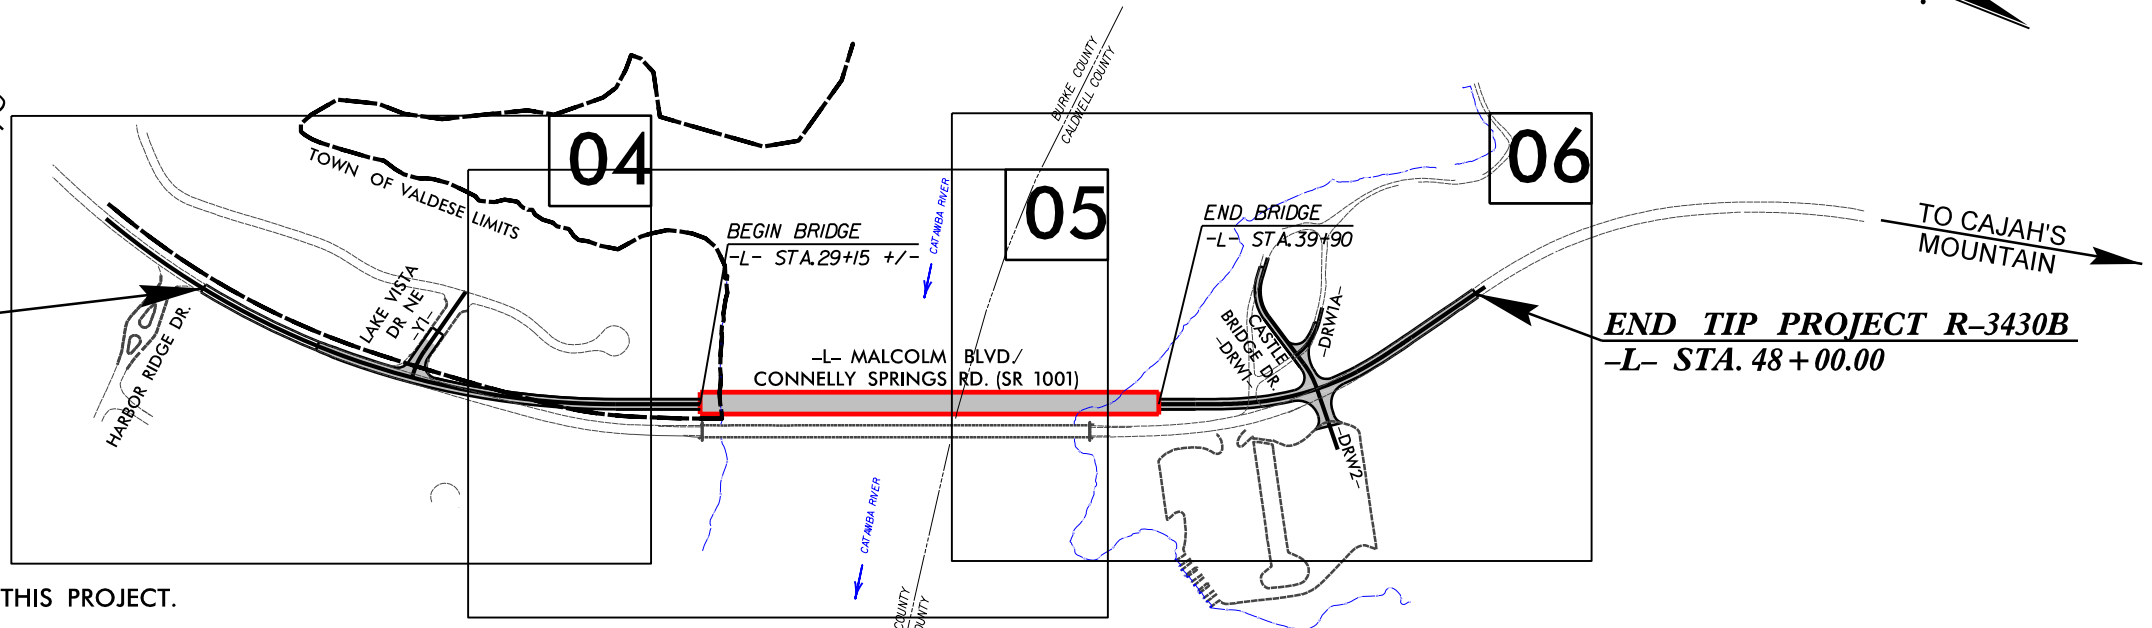 BURKE COUNTY
CALDWELL COUNTY
04
05
06
TOWN OF VALDESE LIMITS
BEGIN BRIDGE
-L- STA.29+15 +/-
CATAWBA RIVER
END BRIDGE
-L- STA.39+90
TO CAJAH'S
MOUNTAIN
LAKE VISTA
DR NE
-Y1-
HARBOR RIDGE DR.
-L- MALCOLM BLVD./
CONNELLY SPRINGS RD. (SR 1001)
CASTLE
BRIDGE DR.
-DRW1-
-DRW1A-
-DRW2-
END TIP PROJECT R-3430B
-L- STA. 48+00.00
CATAWBA RIVER
COUNTY
OUNTY
THIS PROJECT.